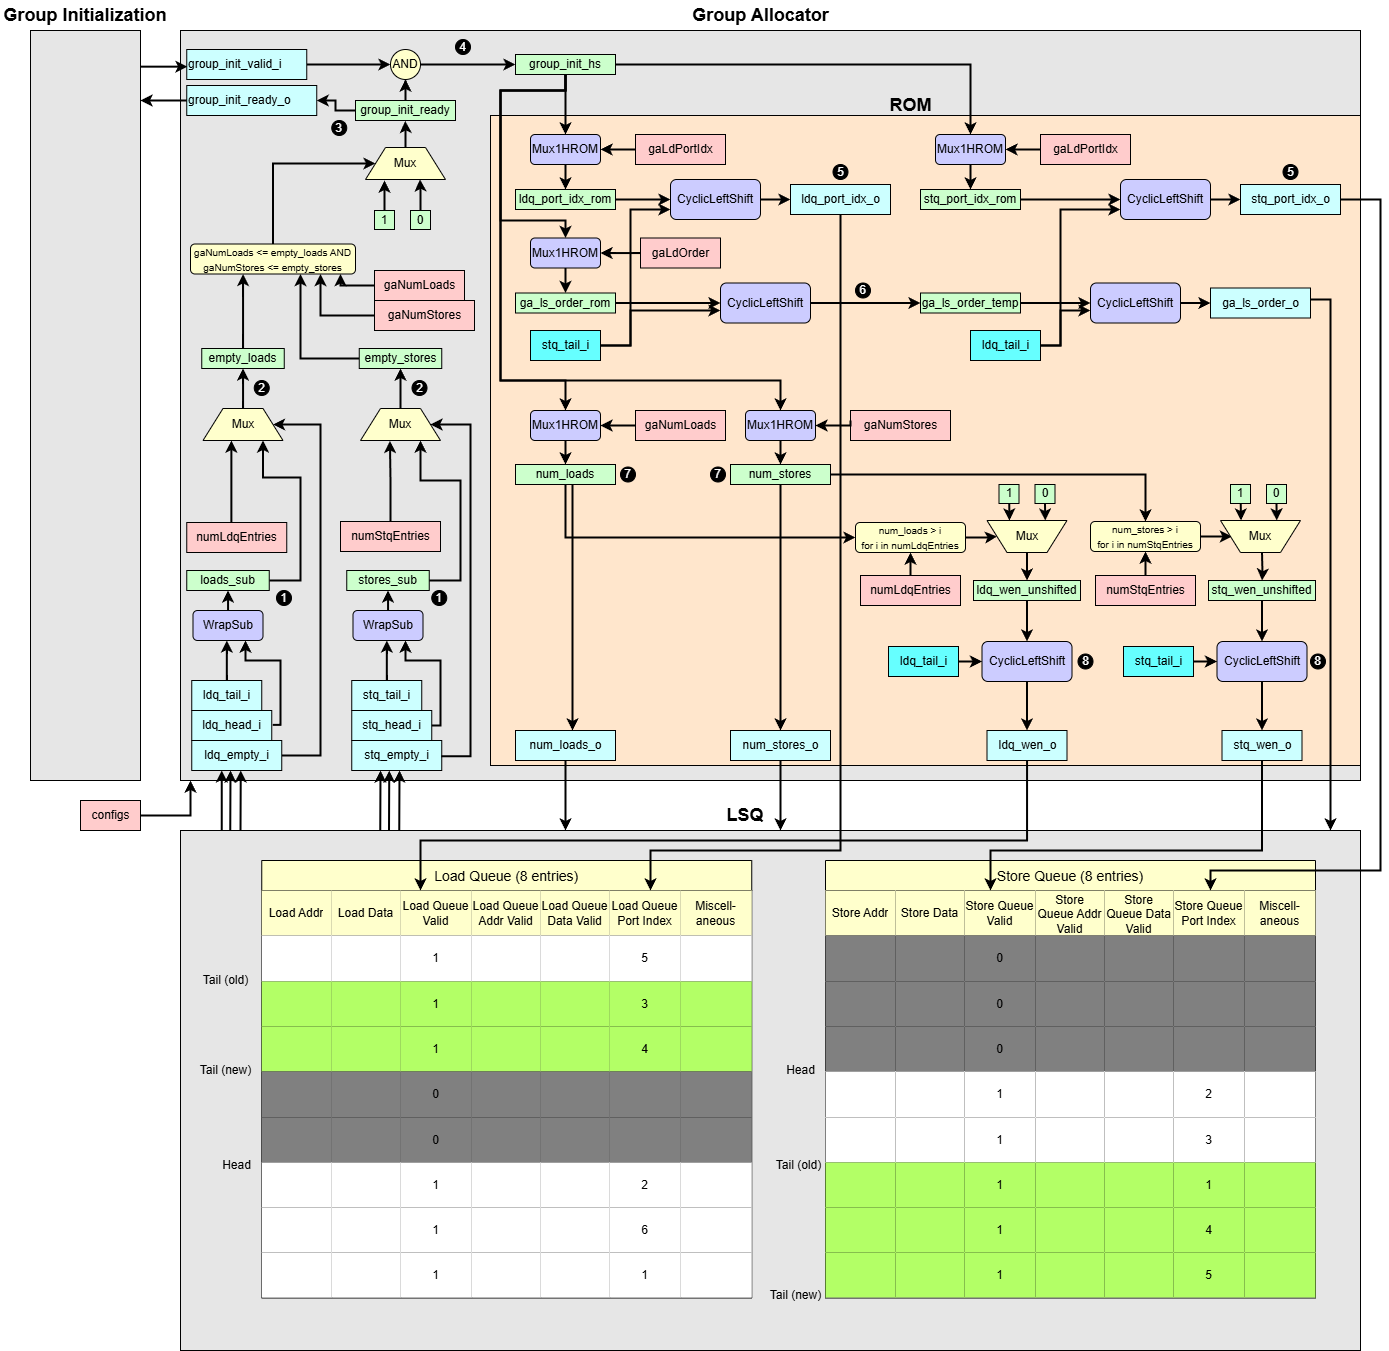 Group Initialization
Group Allocator
group_init_valid_i
AND
4
group_init_hs
group_init_ready_o
group_init_ready
3
ROM
Mux
1
0
Mux1HROM
gaLdPortIdx
Mux1HROM
gaLdPortIdx
5
5
ldq_port_idx_rom
CyclicLeftShift
ldq_port_idx_o
stq_port_idx_rom
CyclicLeftShift
stq_port_idx_o
gaNumLoads <= empty_loads AND
gaNumStores <= empty_stores
Mux1HROM
gaLdOrder
gaNumLoads
gaNumStores
6
ga_ls_order_rom
CyclicLeftShift
ga_ls_order_temp
CyclicLeftShift
ga_ls_order_o
stq_tail_i
ldq_tail_i
empty_loads
empty_stores
2
2
Mux
Mux
Mux1HROM
gaNumLoads
Mux1HROM
gaNumStores
num_loads
7
7
num_stores
1
0
1
0
numLdqEntries
numStqEntries
num_loads > i
for i in numLdqEntries
Mux
num_stores > i
for i in numStqEntries
Mux
loads_sub
stores_sub
1
1
numLdqEntries
ldq_wen_unshifted
numStqEntries
stq_wen_unshifted
WrapSub
WrapSub
ldq_tail_i
CyclicLeftShift
8
stq_tail_i
CyclicLeftShift
8
ldq_tail_i
ldq_head_i
ldq_empty_i
stq_tail_i
stq_head_i
stq_empty_i
num_loads_o
num_stores_o
ldq_wen_o
stq_wen_o
configs
LSQ
Load Queue (8 entries)
Load Addr
Load Data
Load Queue
Valid
Load Queue
Addr Valid
Load Queue
Data Valid
Load Queue
Port Index
Miscell-
aneous
1
5
Tail (old)
1
3
1
4
Tail (new)
0
0
Head
1
2
1
6
1
1
Store Queue (8 entries)
Store Addr
Store Data
Store Queue
Valid
Store
Queue Addr
Valid
Store
Queue Data
Valid
Store Queue
Port Index
Miscell-
aneous
0
0
0
Head
1
2
1
3
Tail (old)
1
1
1
4
1
5
Tail (new)